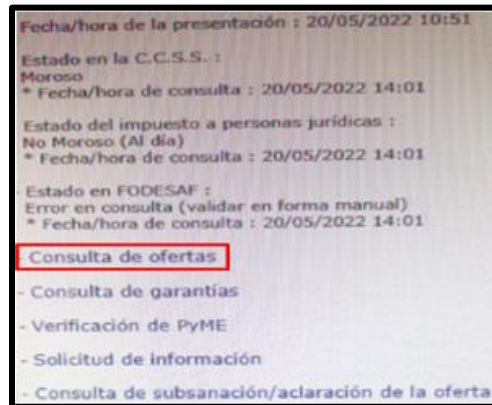 Fecha/hora de la presentación : 20/05/2022 10:51
Estado en la C.C.S.S. :
Moroso
* Fecha/hora de consulta : 20/05/2022 14:01
Estado del impuesto a personas jurídicas :
No Moroso (Al día)
* Fecha/hora de consulta : 20/05/2022 14:01
- Estado en FODESAF :
Error en consulta (validar en forma manual)
* Fecha/hora de consulta : 20/05/2022 14:01
- Consulta de ofertas
- Consulta de garantías
- Verificación de PyME
- Solicitud de información
- Consulta de subsanación/aclaración de la oferta